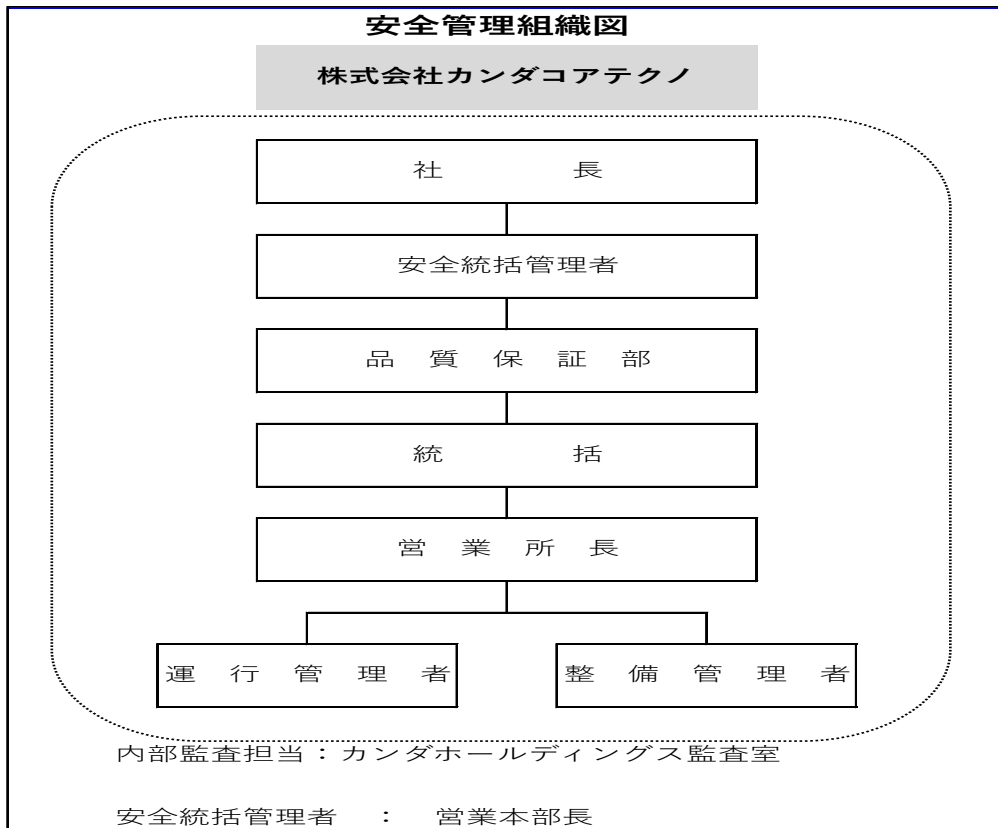 安全管理組織図
株式会社カンダコアテクノ
社長
安全統括管理者
品質保証部
統括
営業所長
運行管理者 整備管理者
内部監査担当：カンダホールディングス監査室
安全統括管理者 ： 営業本部長